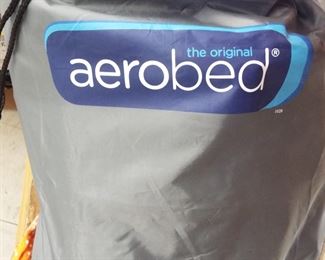 the original
aerobed®